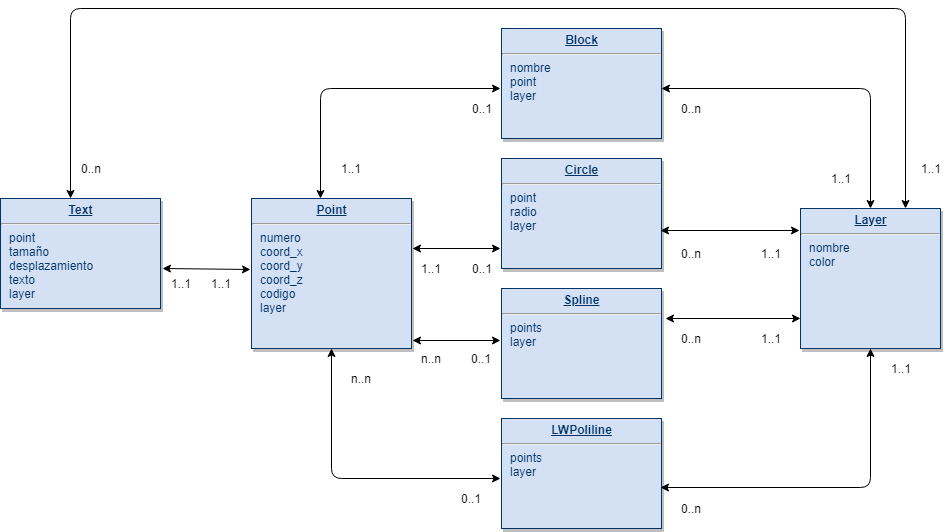 Block
nombre
point
layer
0..1
0..n
0..n
1..1
1..1
1..1
Text
point
tamaño
desplazamiento
texto
layer
1..1
1..1
Point
numero
coord_x
coord_y
coord_z
codigo
layer
Circle
point
radio
layer
1..1
0..1
0..n
1..1
Layer
nombre
color
Spline
points
layer
n..n
0..1
0..n
1..1
n..n
1..1
LWPoliline
points
layer
0..1
0..n